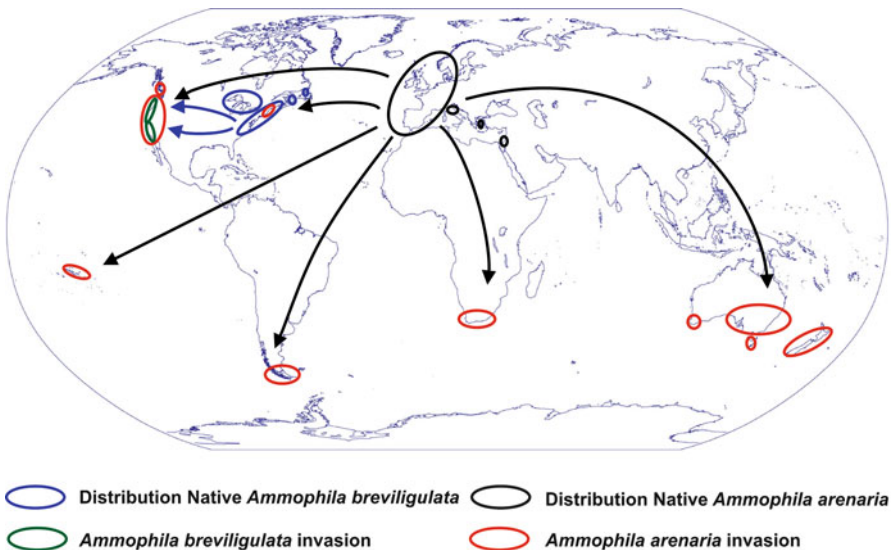 Distribution Native Ammophila breviligulata
Distribution Native Ammophila arenaria
Ammophila breviligulata invasion
Ammophila arenaria invasion